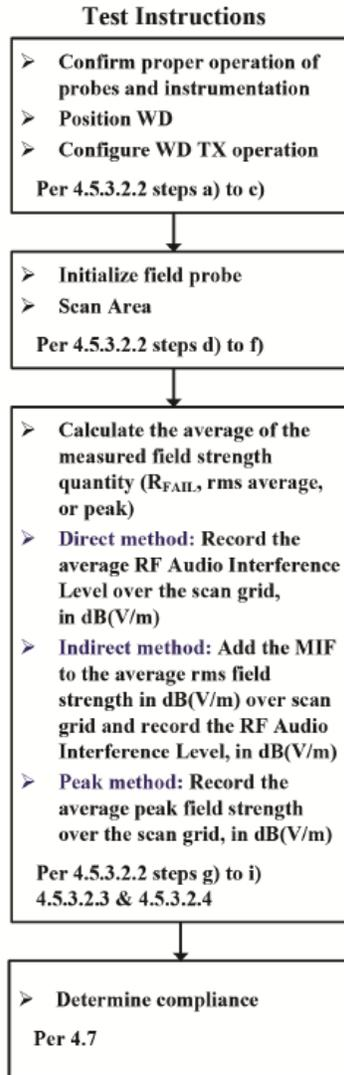 Test Instructions
➢ Confirm proper operation of
probes and instrumentation
➢ Position WD
➢ Configure WD TX operation
Per 4.5.3.2.2 steps a) to c)
➢ Initialize field probe
➢ Scan Area
Per 4.5.3.2.2 steps d) to f)
➢ Calculate the average of the
measured field strength
quantity (RFAIL, rms average,
or peak)
➢ Direct method: Record the
average RF Audio Interference
Level over the scan grid,
in dB(V/m)
➢ Indirect method: Add the MIF
to the average rms field
strength in dB(V/m) over scan
grid and record the RF Audio
Interference Level, in dB(V/m)
➢ Peak method: Record the
average peak field strength
over the scan grid, in dB(V/m)
Per 4.5.3.2.2 steps g) to i)
4.5.3.2.3 & 4.5.3.2.4
➢ Determine compliance
Per 4.7